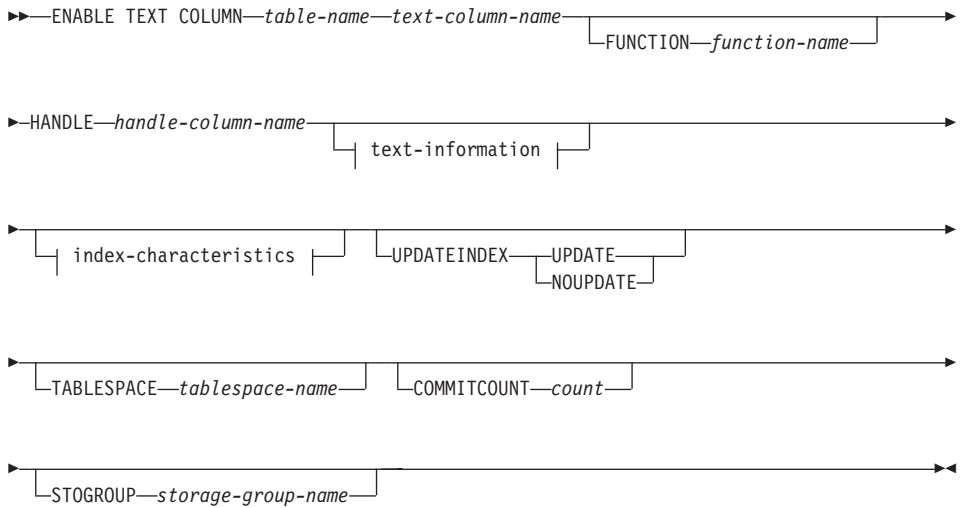 ENABLE TEXT COLUMN table-name text-column-name
FUNCTION function-name
HANDLE handle-column-name
text-information
index-characteristics UPDATEINDEX UPDATE
NOUPDATE
TABLESPACE tablespace-name COMMITCOUNT count
STOGROUP storage-group-name